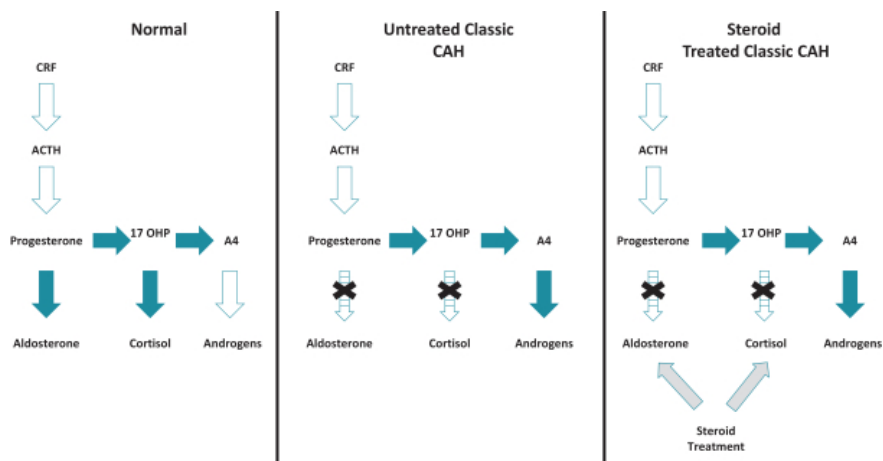 Normal
CRF
ACTH
Progesterone
17 OHP
A4
Aldosterone
Cortisol
Androgens
Untreated Classic
CAH
CRF
ACTH
Progesterone
17 OHP
A4
Aldosterone
Cortisol
Androgens
Steroid
Treated Classic CAH
CRF
ACTH
Progesterone
17 OHP
A4
Aldosterone
Cortisol
Androgens
Steroid
Treatment